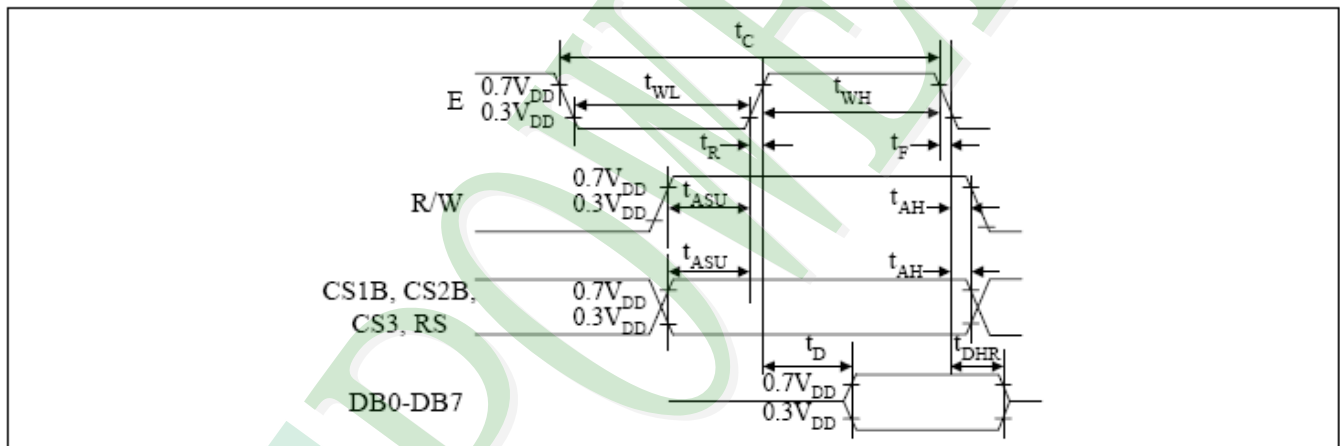 tC
E
0.7VDD
0.3VDD
tWL
tWH
tR
tF
R/W
0.7VDD
0.3VDD
tASU
tAH
CS1B, CS2B,
CS3, RS
0.7VDD
0.3VDD
tASU
tAH
tD
tDHR
DB0-DB7
0.7VDD
0.3VDD